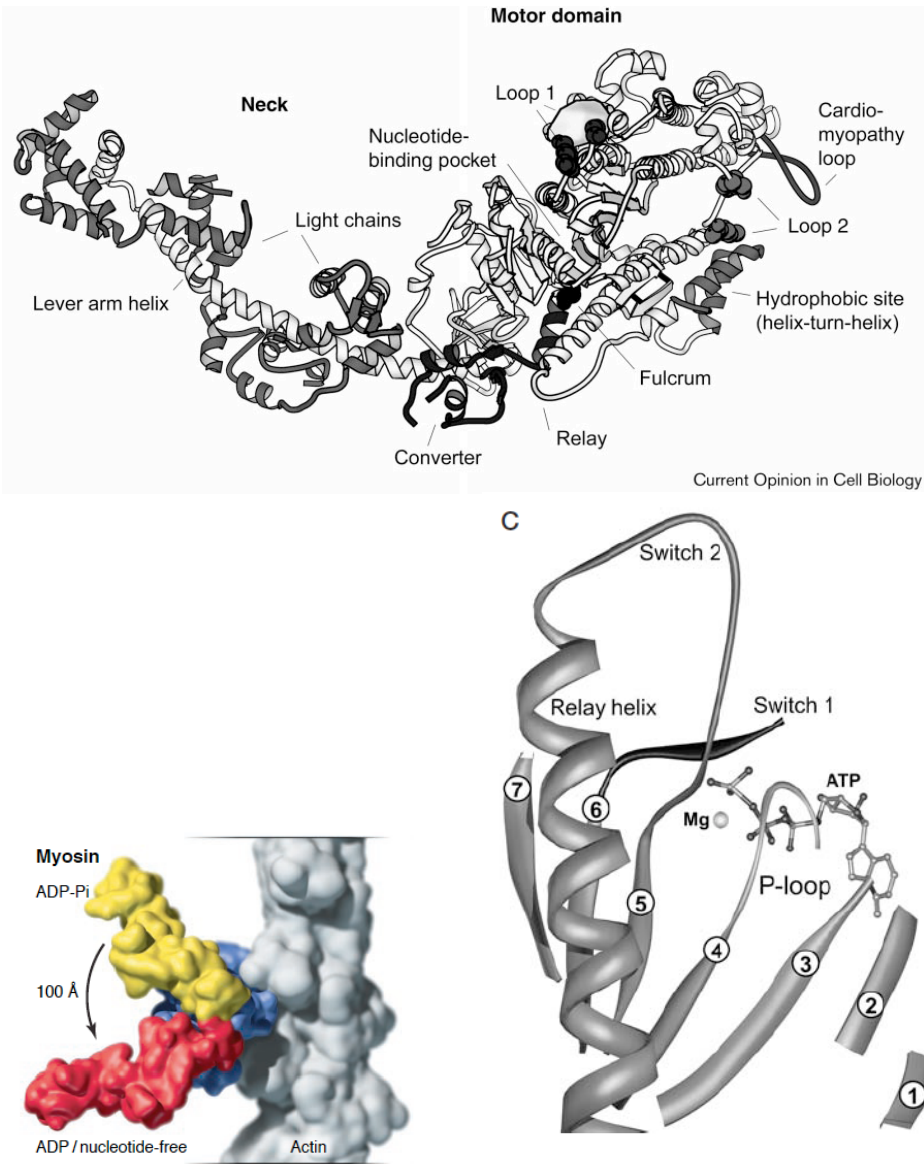 Motor domain
Neck
Loop 1
Nucleotide-
binding pocket
Cardio-
myopathy
loop
Light chains
Loop 2
Lever arm helix
Hydrophobic site
(helix-turn-helix)
Fulcrum
Relay
Converter
Current Opinion in Cell Biology
C
Switch 2
Switch 1
Relay helix
7
6
ATP
Mg
P-loop
5
4
3
2
1
Myosin
ADP-Pi
100 Å
ADP / nucleotide-free
Actin